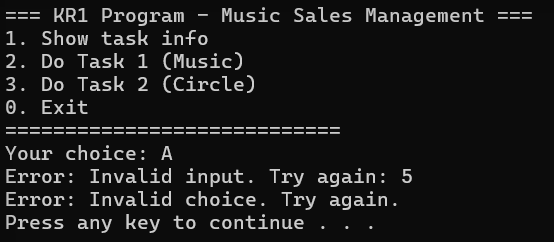 === KR1 Program - Music Sales Management ===
1. Show task info
2. Do Task 1 (Music)
3. Do Task 2 (Circle)
0. Exit
============================
Your choice: A
Error: Invalid input. Try again: 5
Error: Invalid choice. Try again.
Press any key to continue . . .